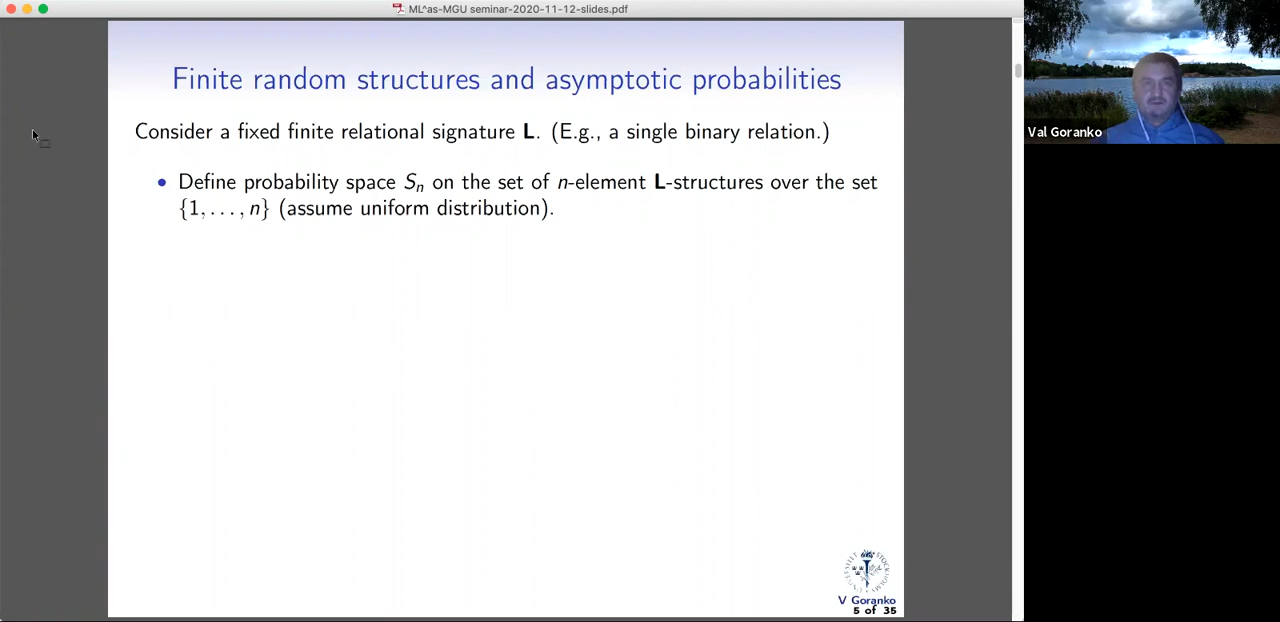 ML^as-MGU seminar-2020-11-12-slides.pdf
Finite random structures and asymptotic probabilities
Consider a fixed finite relational signature L. (E.g., a single binary relation.)
• Define probability space Sₙ on the set of n-element L-structures over the set
{1, . . . , n} (assume uniform distribution).
V Goranko
5 of 35
Val Goranko